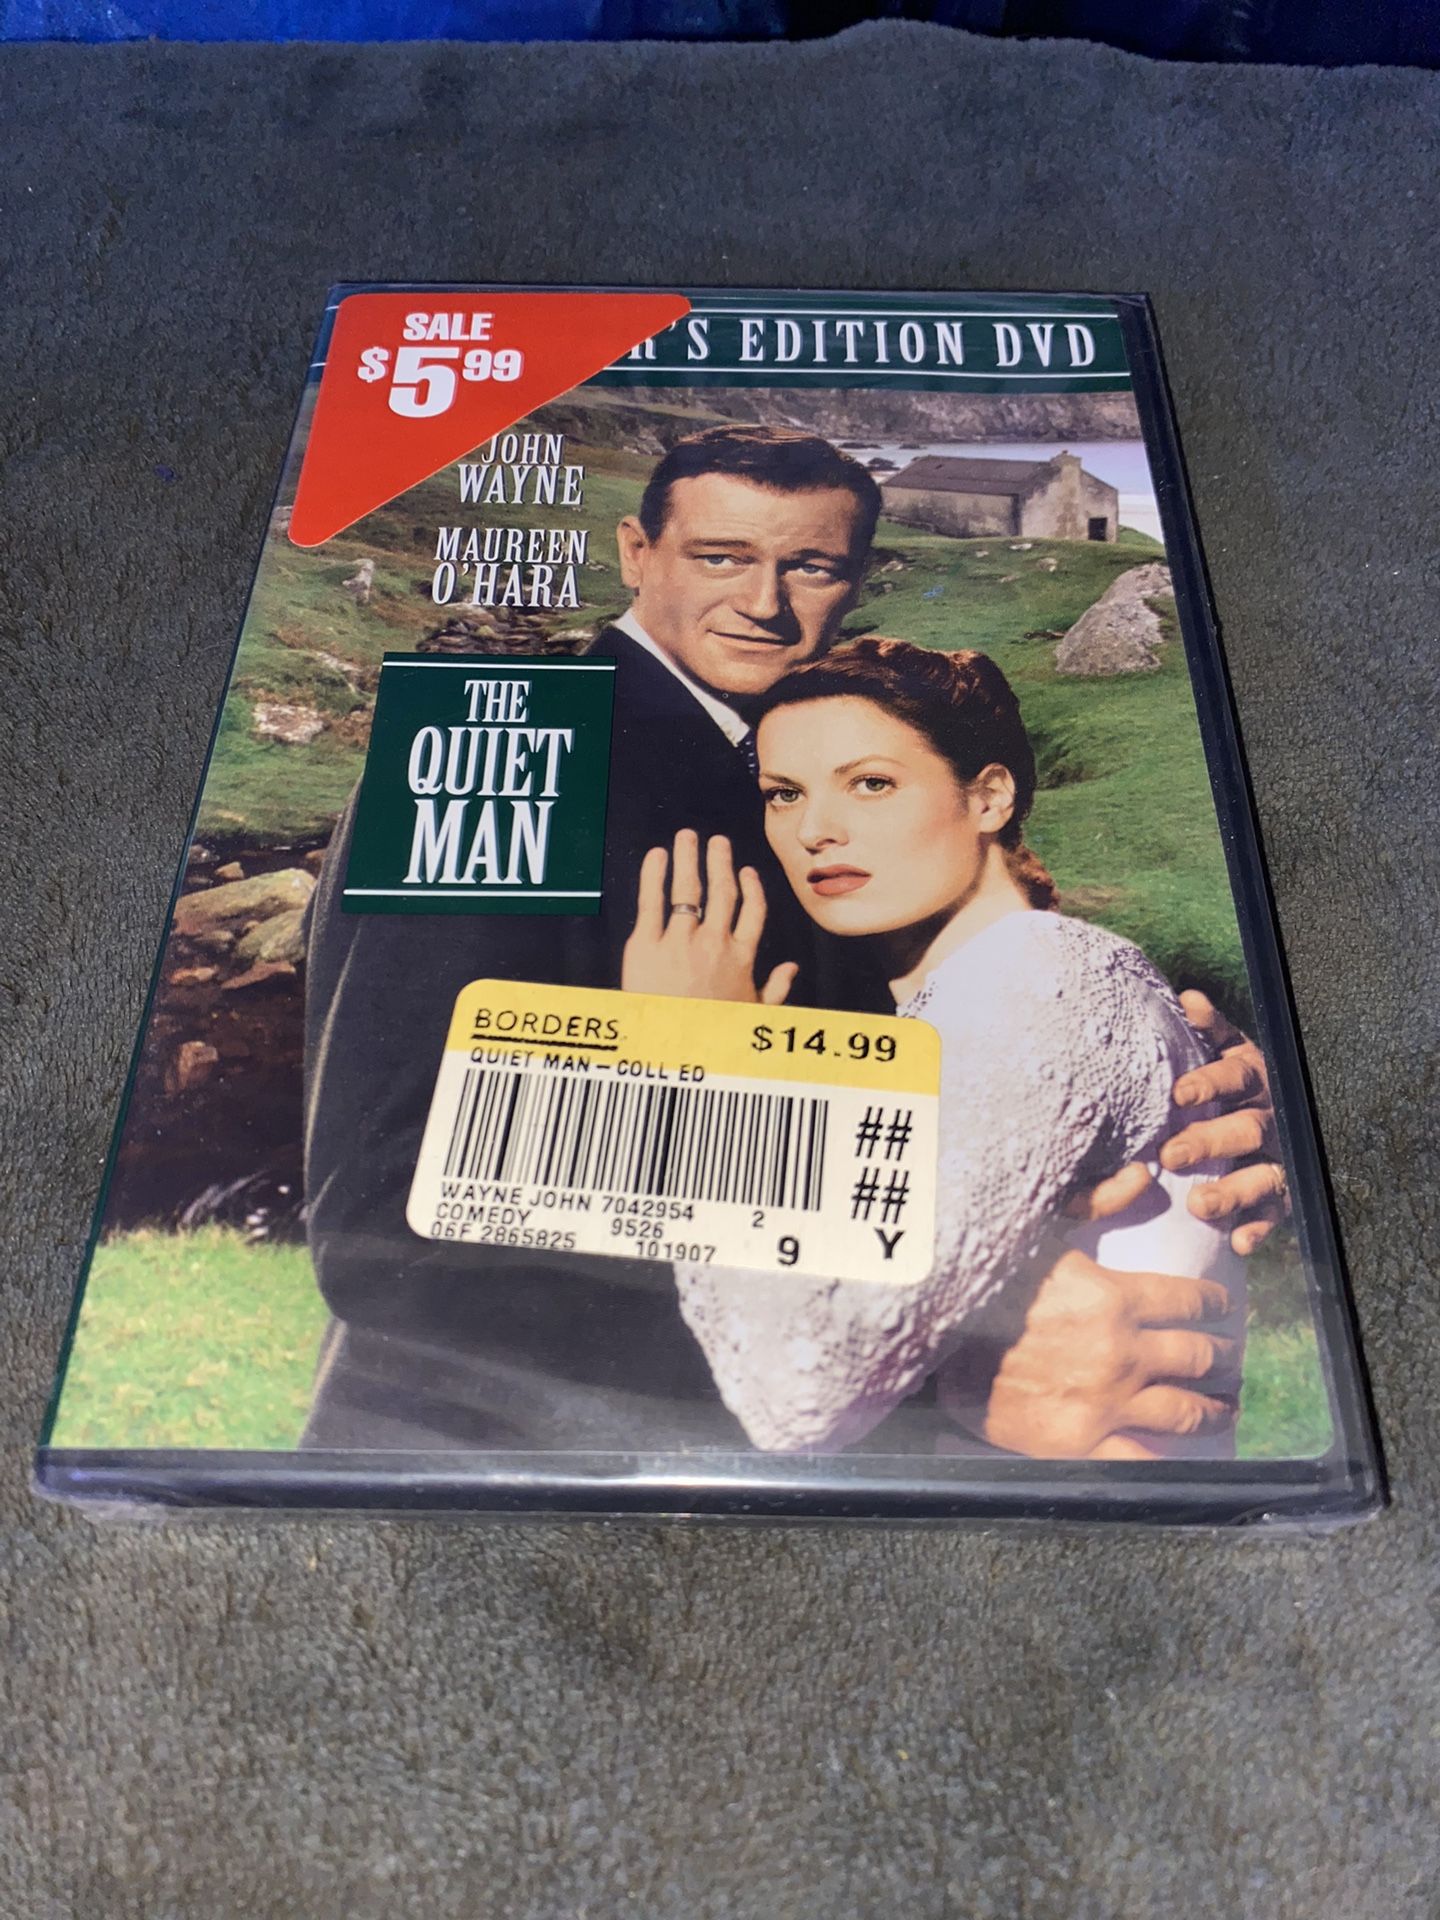 SALE
$5.99
R'S EDITION DVD
JOHN
WAYNE
MAUREEN
O'HARA
THE
QUIET
MAN
BORDERS. $14.99
QUIET MAN-COLL ED
##
##
WAYNE JOHN 7042954 2
COMEDY 9526
06F 2865825 101907 9 Y